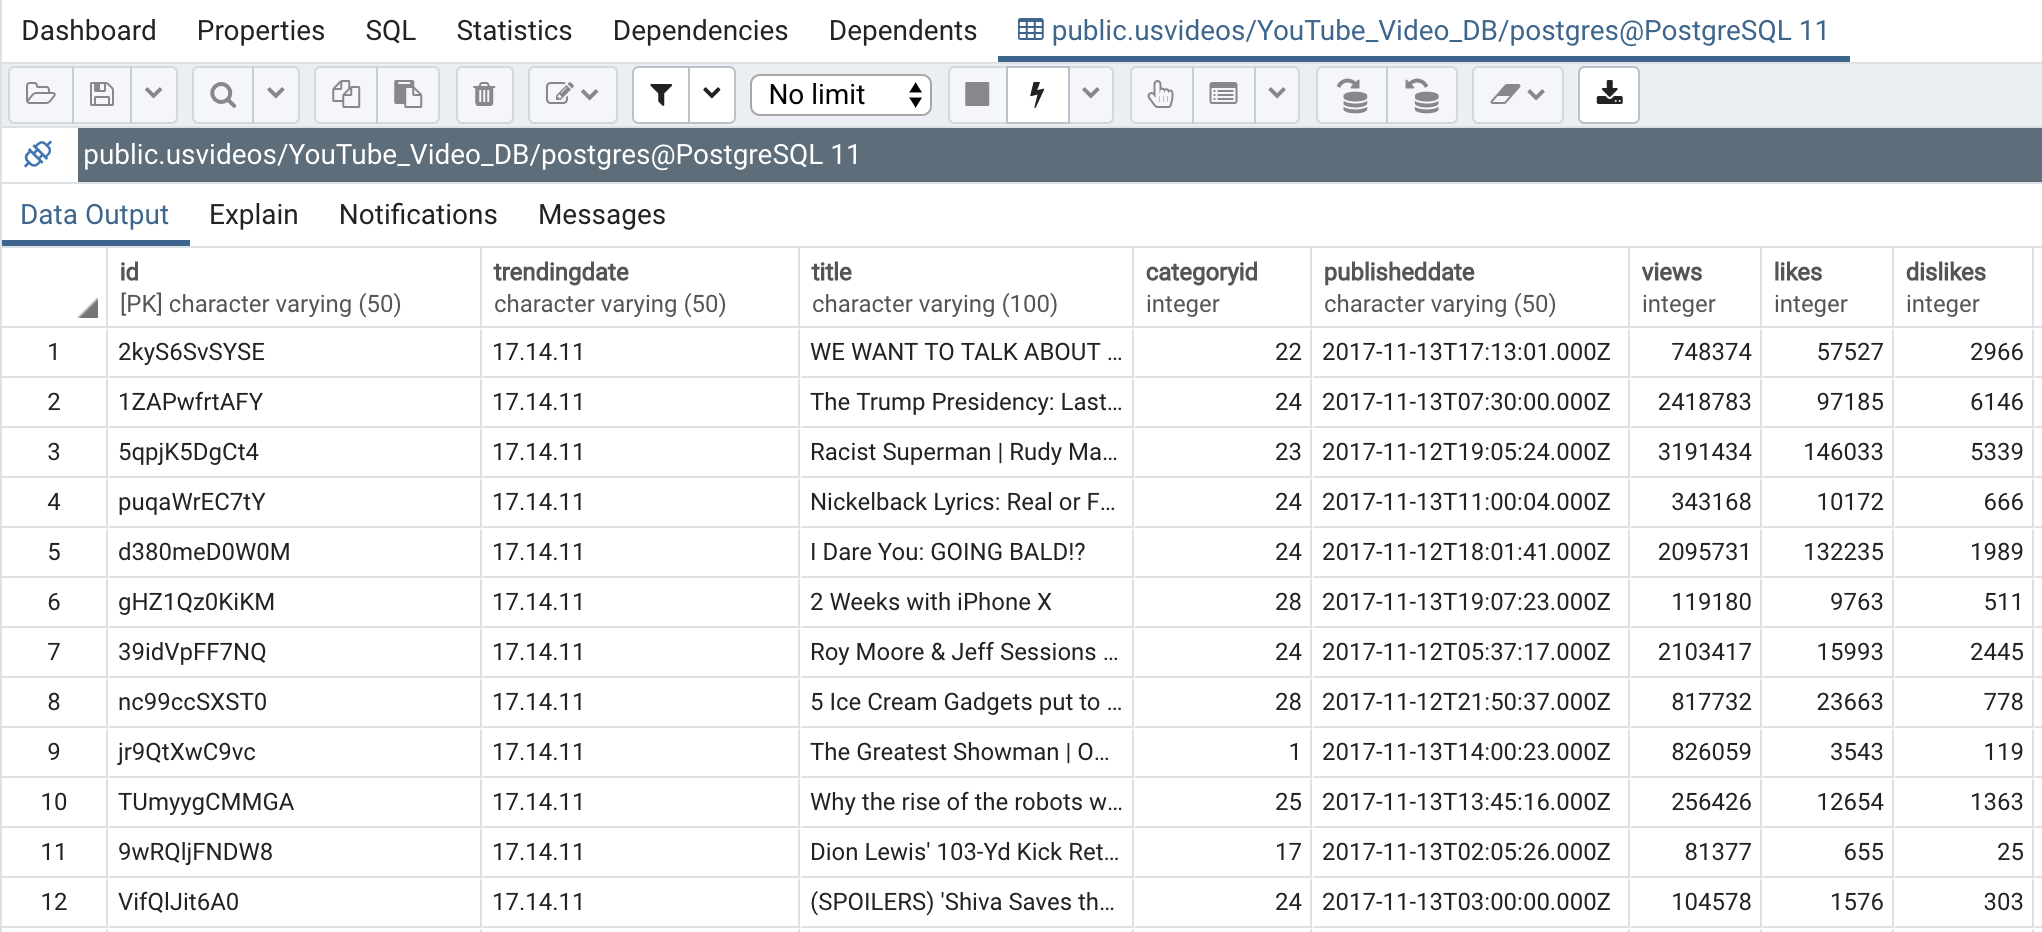 Dashboard Properties SQL Statistics Dependencies Dependents public.usvideos/YouTube_Video_DB/postgres@PostgreSQL 11
No limit
public.usvideos/YouTube_Video_DB/postgres@PostgreSQL 11
Data Output Explain Notifications Messages
id trendingdate title categoryid publisheddate views likes dislikes
[PK] character varying (50) character varying (50) character varying (100) integer character varying (50) integer integer integer
1 2kyS6SvSYSE 17.14.11 WE WANT TO TALK ABOUT ... 22 2017-11-13T17:13:01.000Z 748374 57527 2966
2 1ZAPwfrtAFY 17.14.11 The Trump Presidency: Last... 24 2017-11-13T07:30:00.000Z 2418783 97185 6146
3 5qpjK5DgCt4 17.14.11 Racist Superman | Rudy Ma... 23 2017-11-12T19:05:24.000Z 3191434 146033 5339
4 puqaWrEC7tY 17.14.11 Nickelback Lyrics: Real or F... 24 2017-11-13T11:00:04.000Z 343168 10172 666
5 d380meD0W0M 17.14.11 I Dare You: GOING BALD!? 24 2017-11-12T18:01:41.000Z 2095731 132235 1989
6 gHZ1Qz0KiKM 17.14.11 2 Weeks with iPhone X 28 2017-11-13T19:07:23.000Z 119180 9763 511
7 39idVpFF7NQ 17.14.11 Roy Moore & Jeff Sessions ... 24 2017-11-12T05:37:17.000Z 2103417 15993 2445
8 nc99ccSXST0 17.14.11 5 Ice Cream Gadgets put to ... 28 2017-11-12T21:50:37.000Z 817732 23663 778
9 jr9QtXwC9vc 17.14.11 The Greatest Showman | O... 1 2017-11-13T14:00:23.000Z 826059 3543 119
10 TUmyygCMMGA 17.14.11 Why the rise of the robots w... 25 2017-11-13T13:45:16.000Z 256426 12654 1363
11 9wRQljFNDW8 17.14.11 Dion Lewis' 103-Yd Kick Ret... 17 2017-11-13T02:05:26.000Z 81377 655 25
12 VifQlJit6A0 17.14.11 (SPOILERS) 'Shiva Saves th... 24 2017-11-13T03:00:00.000Z 104578 1576 303